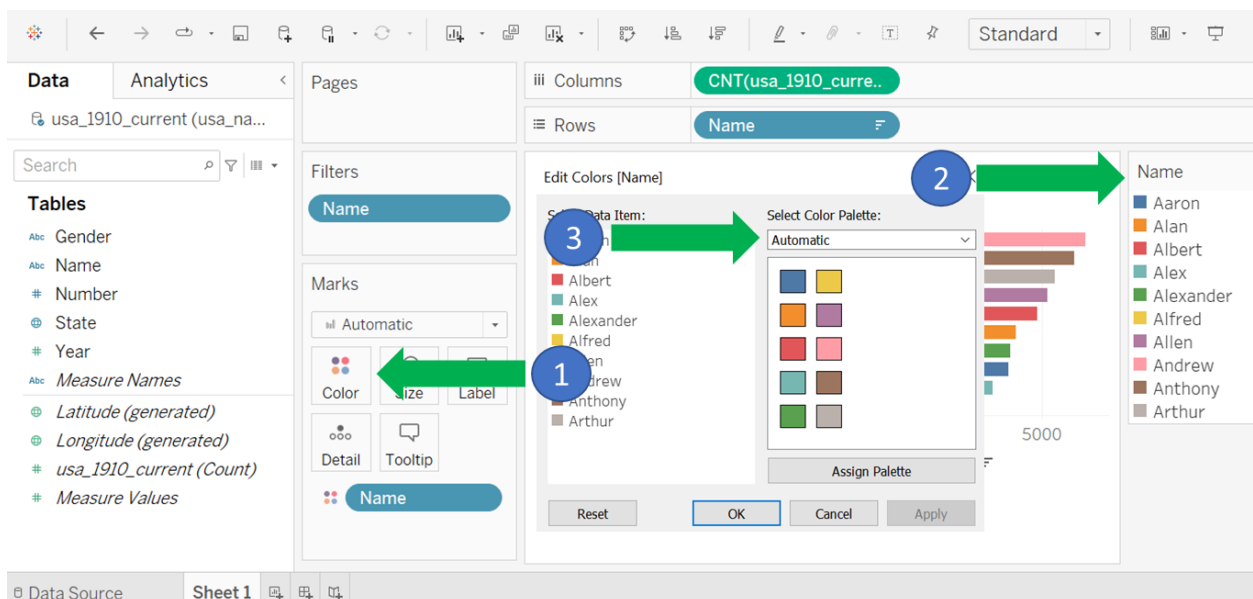 Standard
Data
Analytics
usa_1910_current (usa_na...
Search
Tables
Abc Gender
Abc Name
# Number
State
# Year
Abc Measure Names
Latitude (generated)
Longitude (generated)
# usa_1910_current (Count)
# Measure Values
Pages
Filters
Name
Marks
Automatic
Color
Size
Label
Detail
Tooltip
Name
iii Columns
CNT(usa_1910_curre..
Rows
Name
Edit Colors [Name]
Data Item:
Albert
Alex
Alexander
Alfred
Anthony
Arthur
Select Color Palette:
Automatic
Assign Palette
Reset
OK
Cancel
Apply
1
2
3
5000
Name
Aaron
Alan
Albert
Alex
Alexander
Alfred
Allen
Andrew
Anthony
Arthur
Data Source
Sheet 1